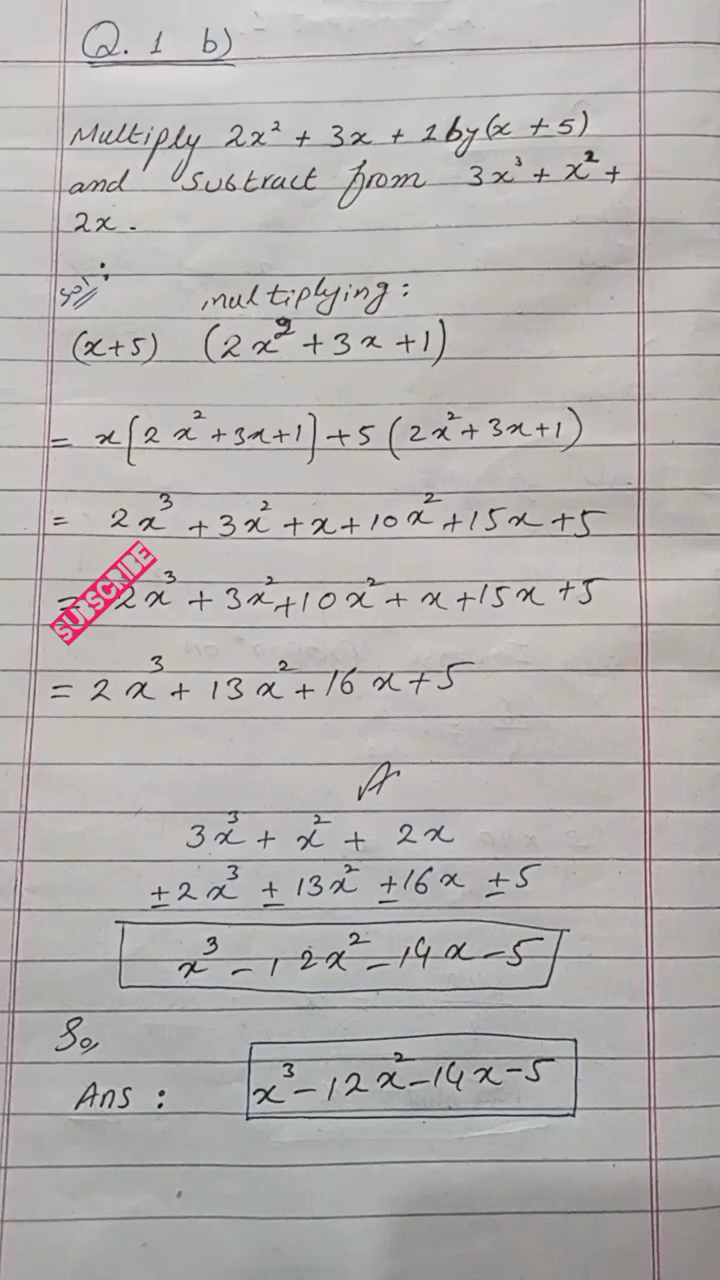 Q. 1 b)
Multiply 2x² + 3x + 1 by (x + 5)
and Subtract from 3x³ + x² +
2x.
Sol:
multiplying:
(x+5) (2x²+3x+1)
= x[2x²+3x+1]+5(2x²+3x+1)
= 2x³+3x²+x+10x²+15x+5
= 2x³+3x²+10x²+x+15x+5
SUBSCRIBE
= 2x³+13x²+16x+5
3x³+x²+2x
±2x³±13x²±16x±5
x³-12x²-14x-5
So,
Ans: x³-12x²-14x-5